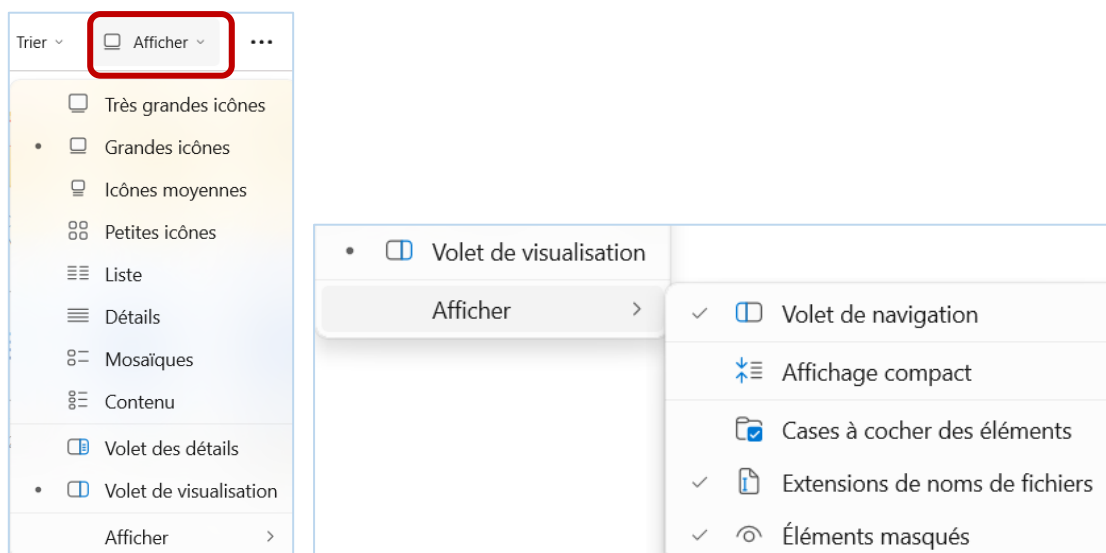 Trier Afficher •••
Très grandes icônes
• Grandes icônes
Icônes moyennes
Petites icônes
Liste
Détails
Mosaïques
Contenu
Volet des détails
• Volet de visualisation
Afficher
• Volet de visualisation
Afficher
Volet de navigation
Affichage compact
Cases à cocher des éléments
Extensions de noms de fichiers
Éléments masqués